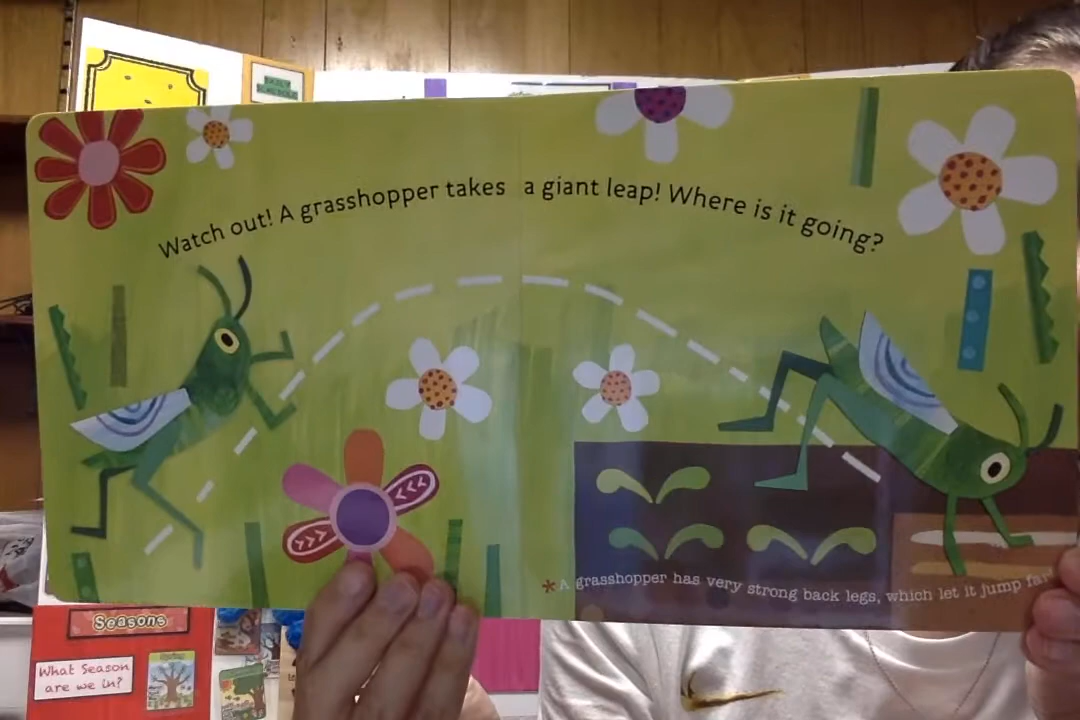 Watch out! A grasshopper takes a giant leap! Where is it going?
*A grasshopper has very strong back legs, which let it jump far
Seasons
What Season
are we in?